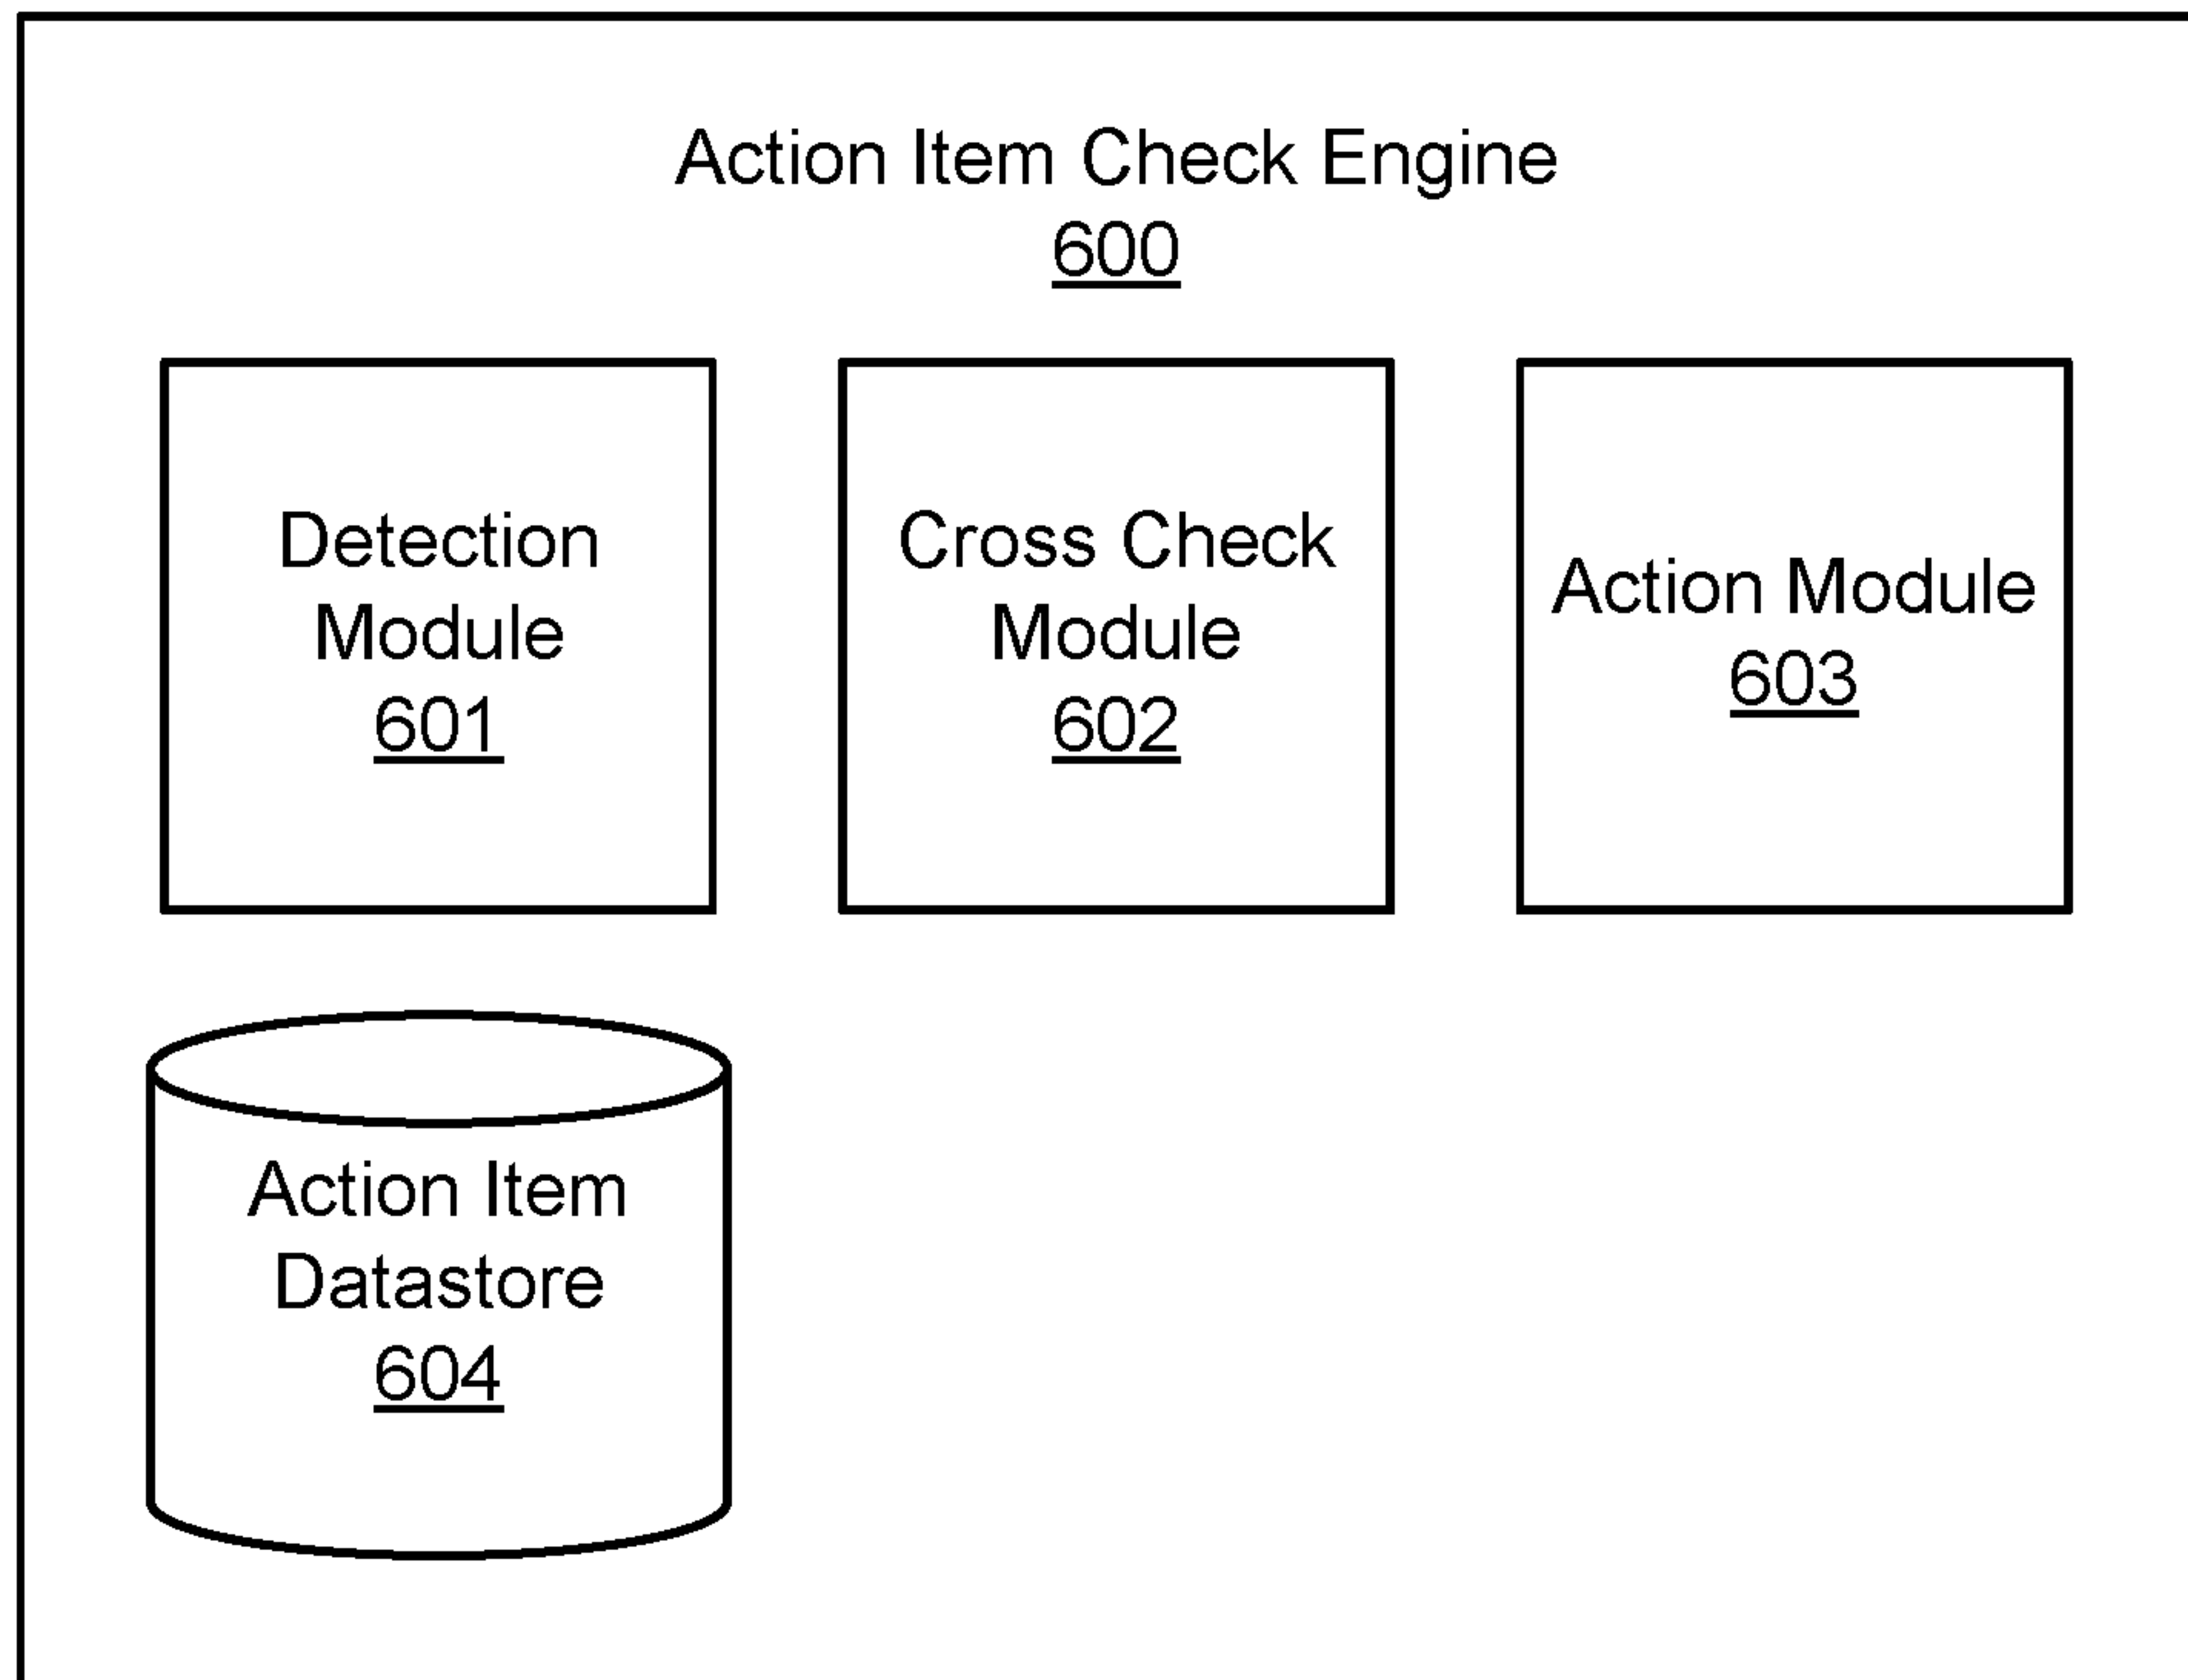 Action Item Check Engine
600
Detection
Module
601
Cross Check
Module
602
Action Module
603
Action Item
Datastore
604